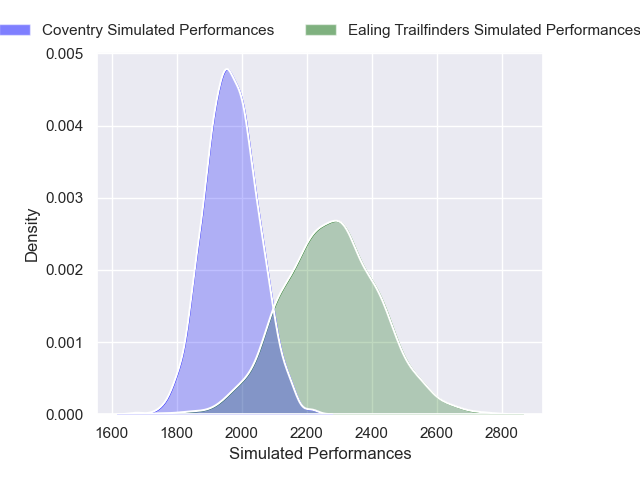 Coventry Simulated Performances
Ealing Trailfinders Simulated Performances
0.005
0.004
0.003
0.002
0.001
0.000
Density
1600 1800 2000 2200 2400 2600 2800
Simulated Performances